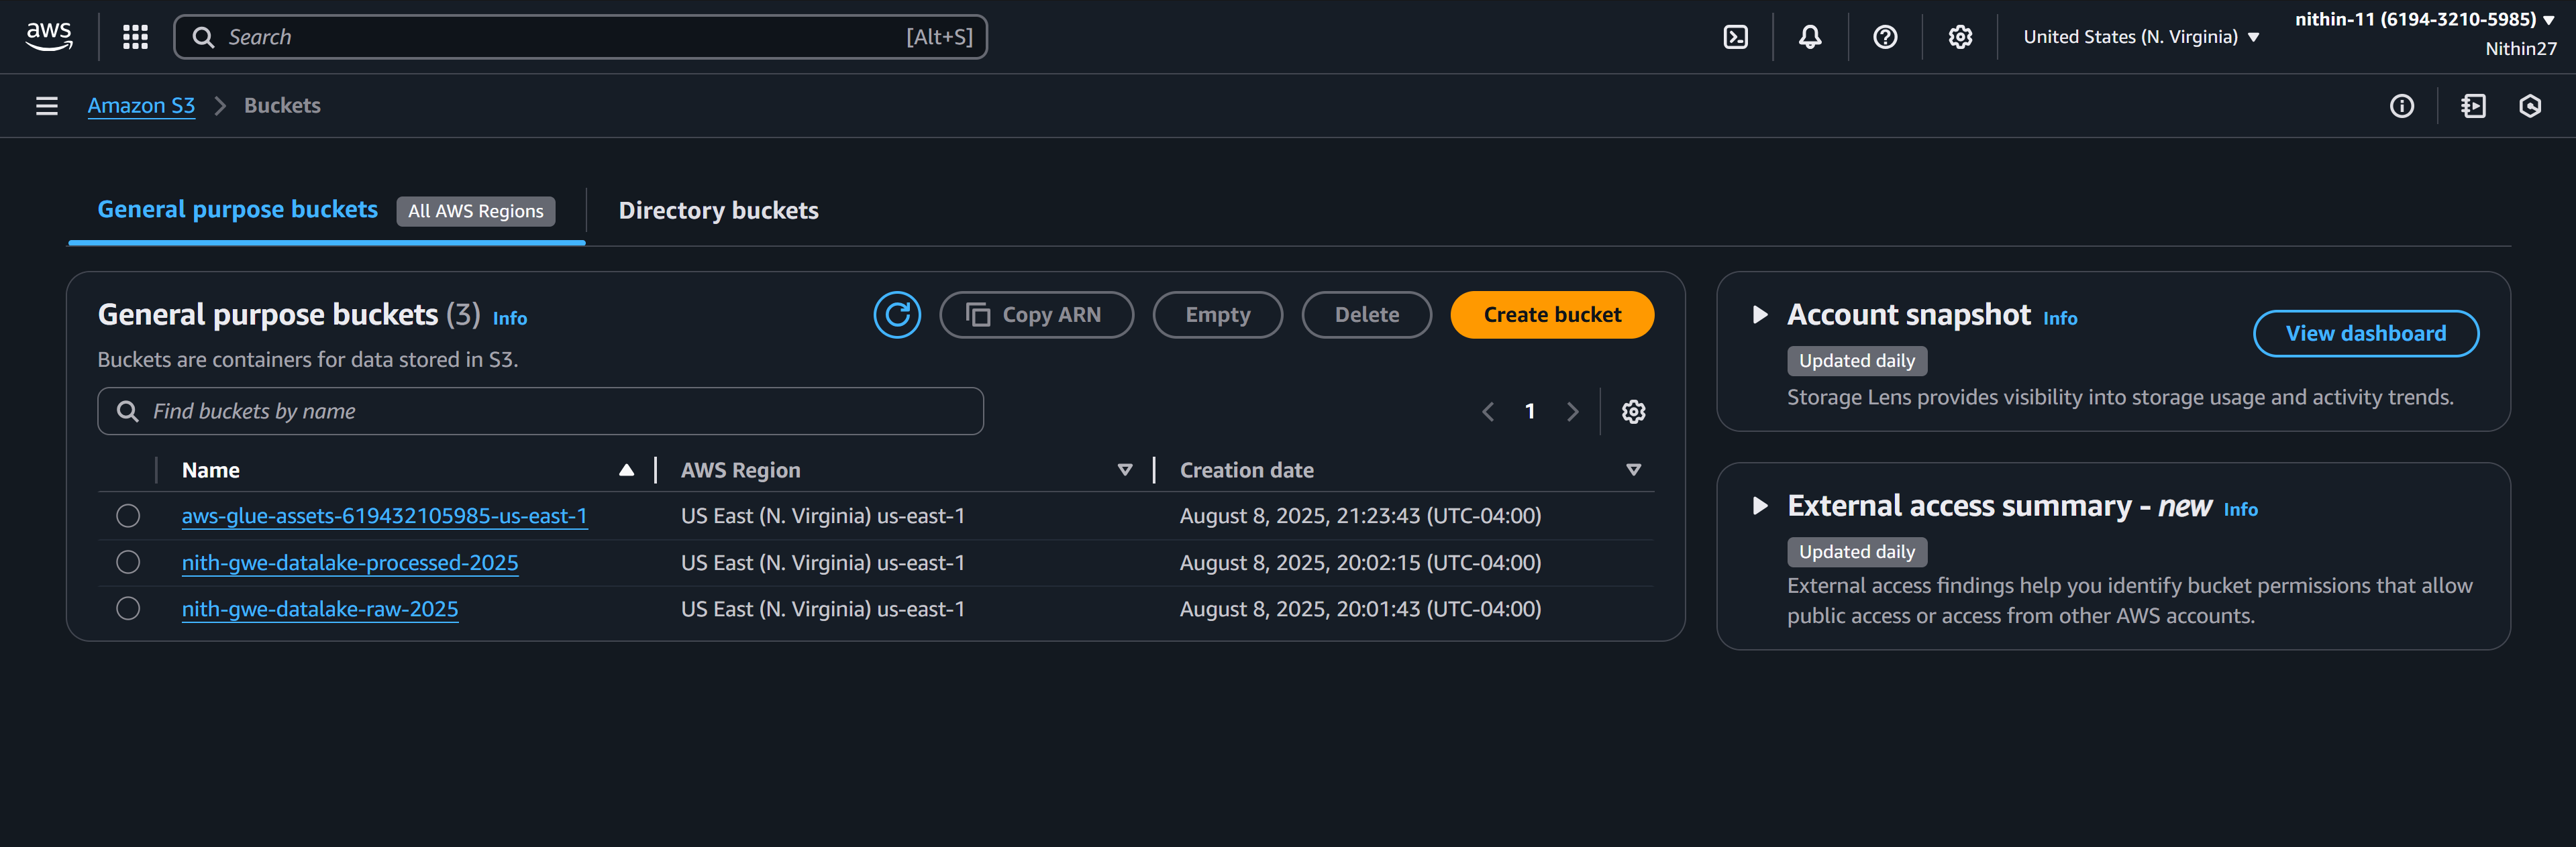 aws
Search [Alt+S]
United States (N. Virginia)
nithin-11 (6194-3210-5985)
Nithin27
Amazon S3 Buckets
General purpose buckets All AWS Regions Directory buckets
General purpose buckets (3) Info
Copy ARN Empty Delete Create bucket
Buckets are containers for data stored in S3.
Find buckets by name
1
Name AWS Region Creation date
aws-glue-assets-619432105985-us-east-1 US East (N. Virginia) us-east-1 August 8, 2025, 21:23:43 (UTC-04:00)
nith-gwe-datalake-processed-2025 US East (N. Virginia) us-east-1 August 8, 2025, 20:02:15 (UTC-04:00)
nith-gwe-datalake-raw-2025 US East (N. Virginia) us-east-1 August 8, 2025, 20:01:43 (UTC-04:00)
Account snapshot Info
View dashboard
Updated daily
Storage Lens provides visibility into storage usage and activity trends.
External access summary - new Info
Updated daily
External access findings help you identify bucket permissions that allow
public access or access from other AWS accounts.